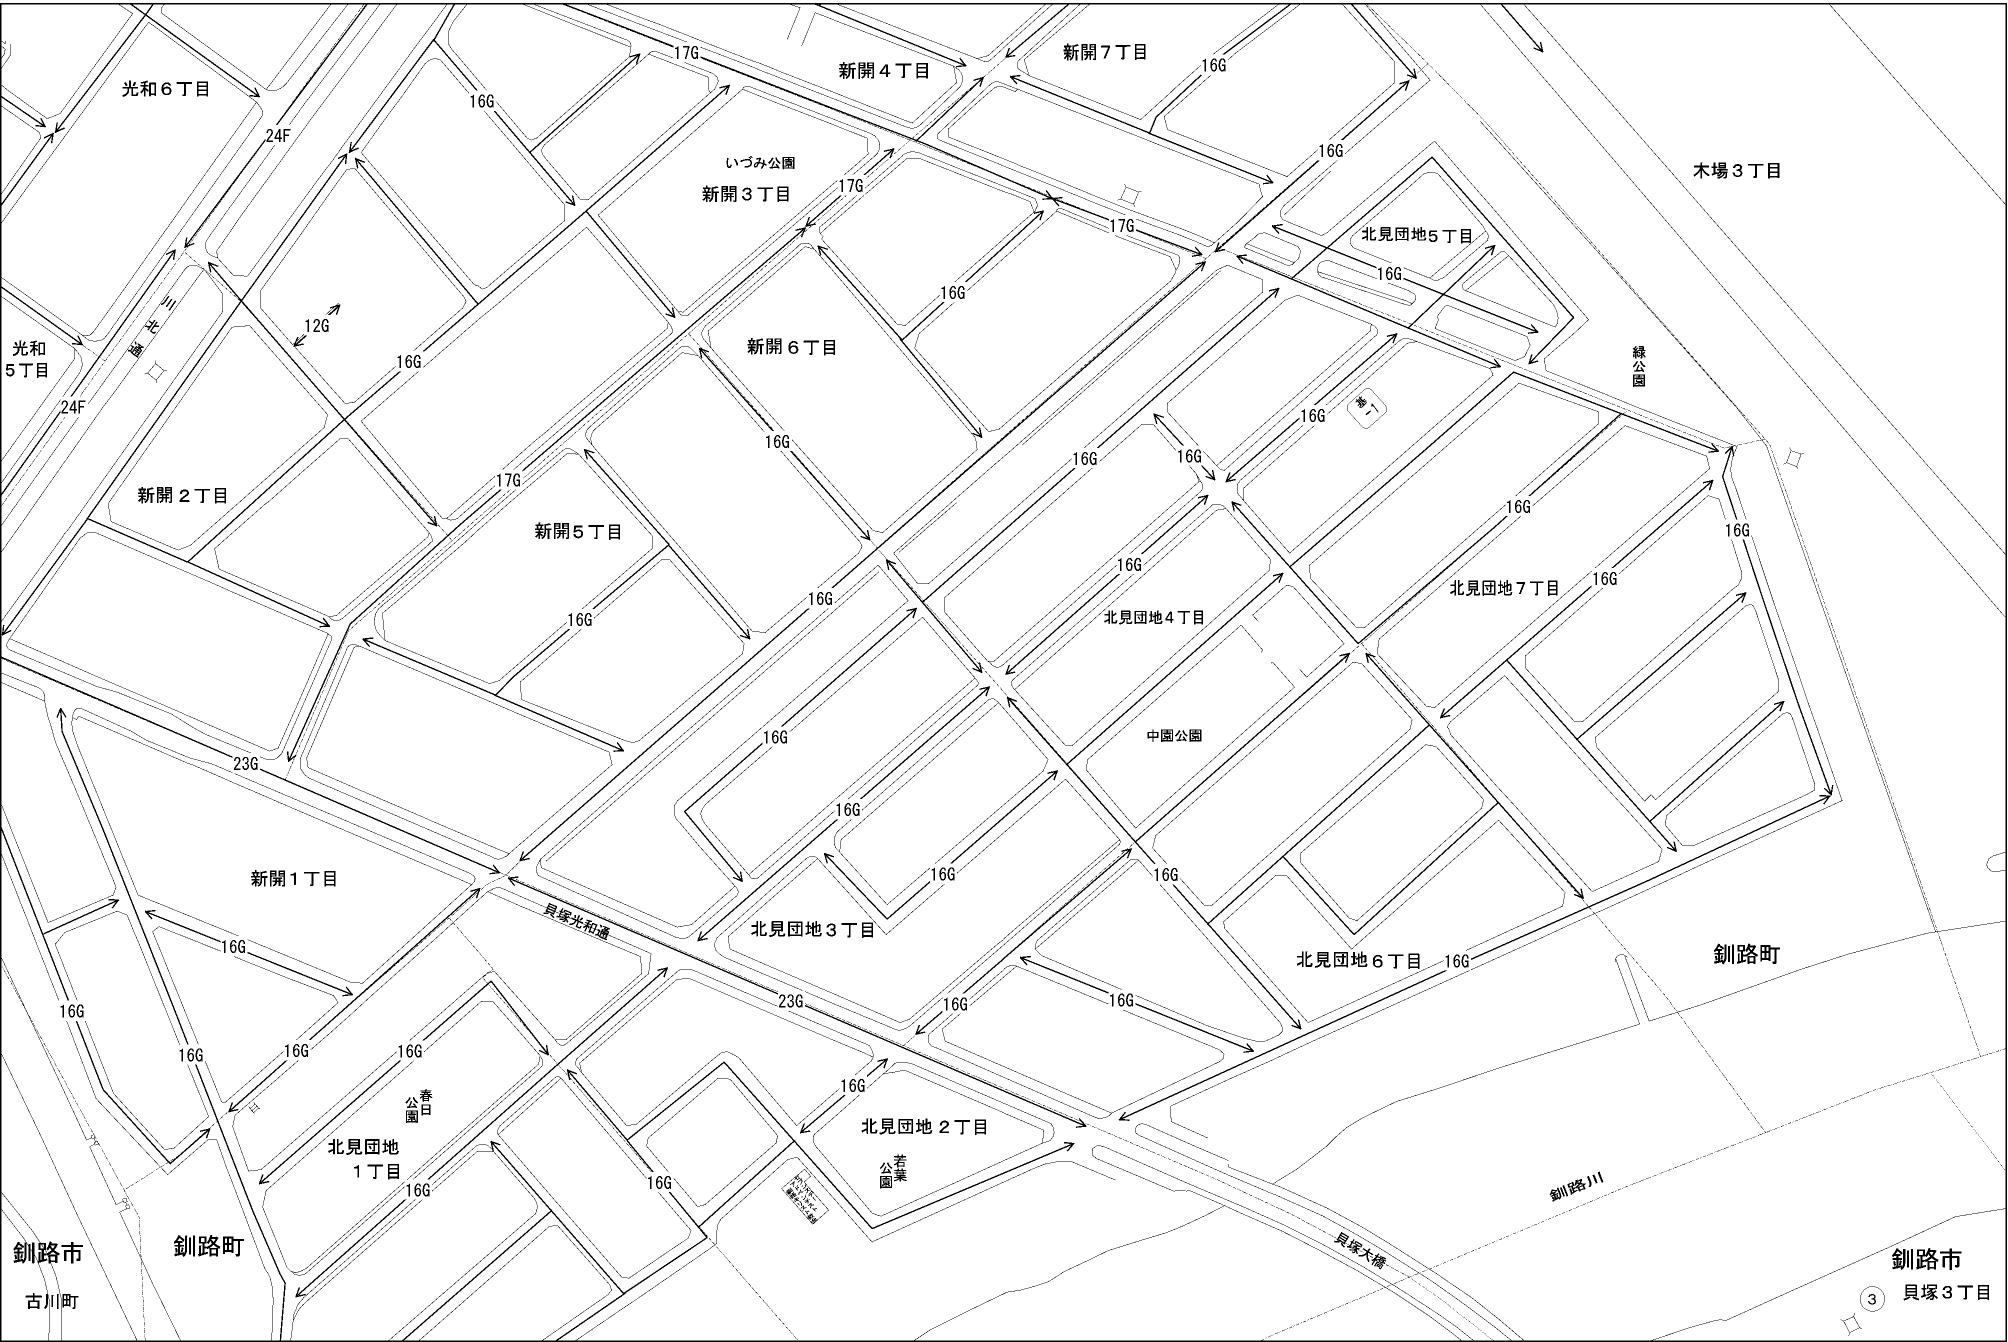 17G
新開４丁目
新開７丁目
16G
光和６丁目
16G
24F
16G
いづみ公園
新開３丁目
17G
木場３丁目
17G
北見団地５丁目
16G
川北通
12G
16G
16G
新開６丁目
光和
５丁目
緑公園
24F
基-7
16G
16G
16G
16G
17G
新開２丁目
新開５丁目
16G
16G
16G
16G
16G
北見団地７丁目
16G
16G
北見団地４丁目
16G
中園公園
23G
16G
新開１丁目
16G
16G
貝塚光和通
北見団地３丁目
16G
北見団地６丁目
16G
釧路町
23G
16G
16G
16G
16G
16G
16G
16G
春日
公園
北見団地
１丁目
北見団地２丁目
若葉
公園
16G
16G
釧路川
釧路市
釧路町
貝塚大橋
釧路市
古川町
貝塚３丁目
3